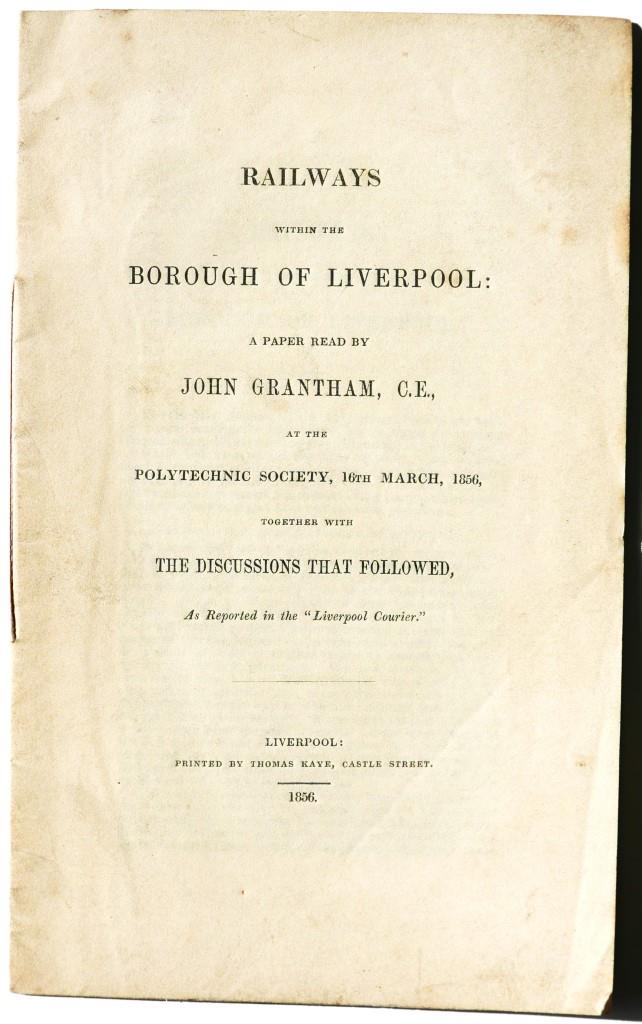 RAILWAYS
WITHIN THE
BOROUGH OF LIVERPOOL:
A PAPER READ BY
JOHN GRANTHAM, C.E.,
AT THE
POLYTECHNIC SOCIETY, 16TH MARCH, 1856,
TOGETHER WITH
THE DISCUSSIONS THAT FOLLOWED,
As Reported in the "Liverpool Courier."
LIVERPOOL:
PRINTED BY THOMAS KAYE, CASTLE STREET.
1856.